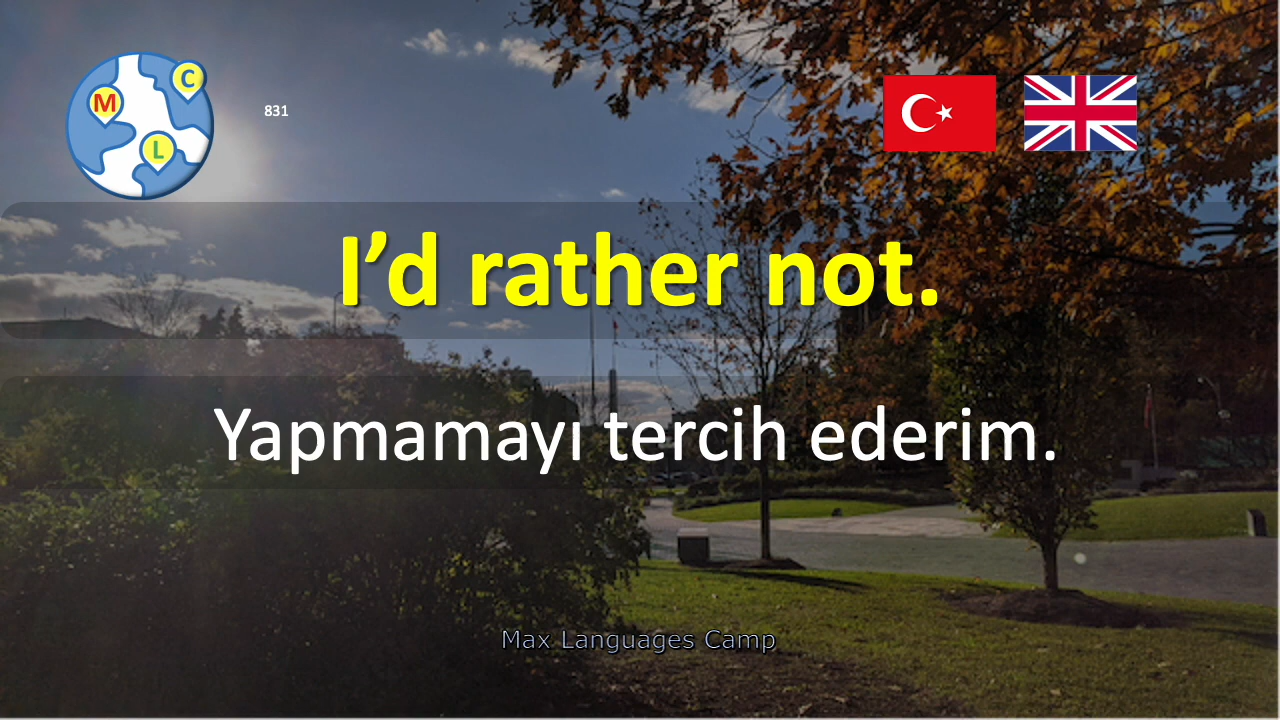 C
M
L
831
I’d rather not.
Yapmamayı tercih ederim.
Max Languages Camp